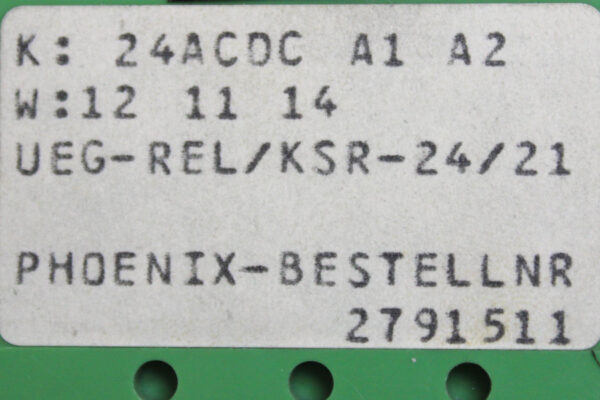 K: 24ACDC A1 A2
W:12 11 14
UEG-REL/KSR-24/21
PHOENIX-BESTELLNR
2791511